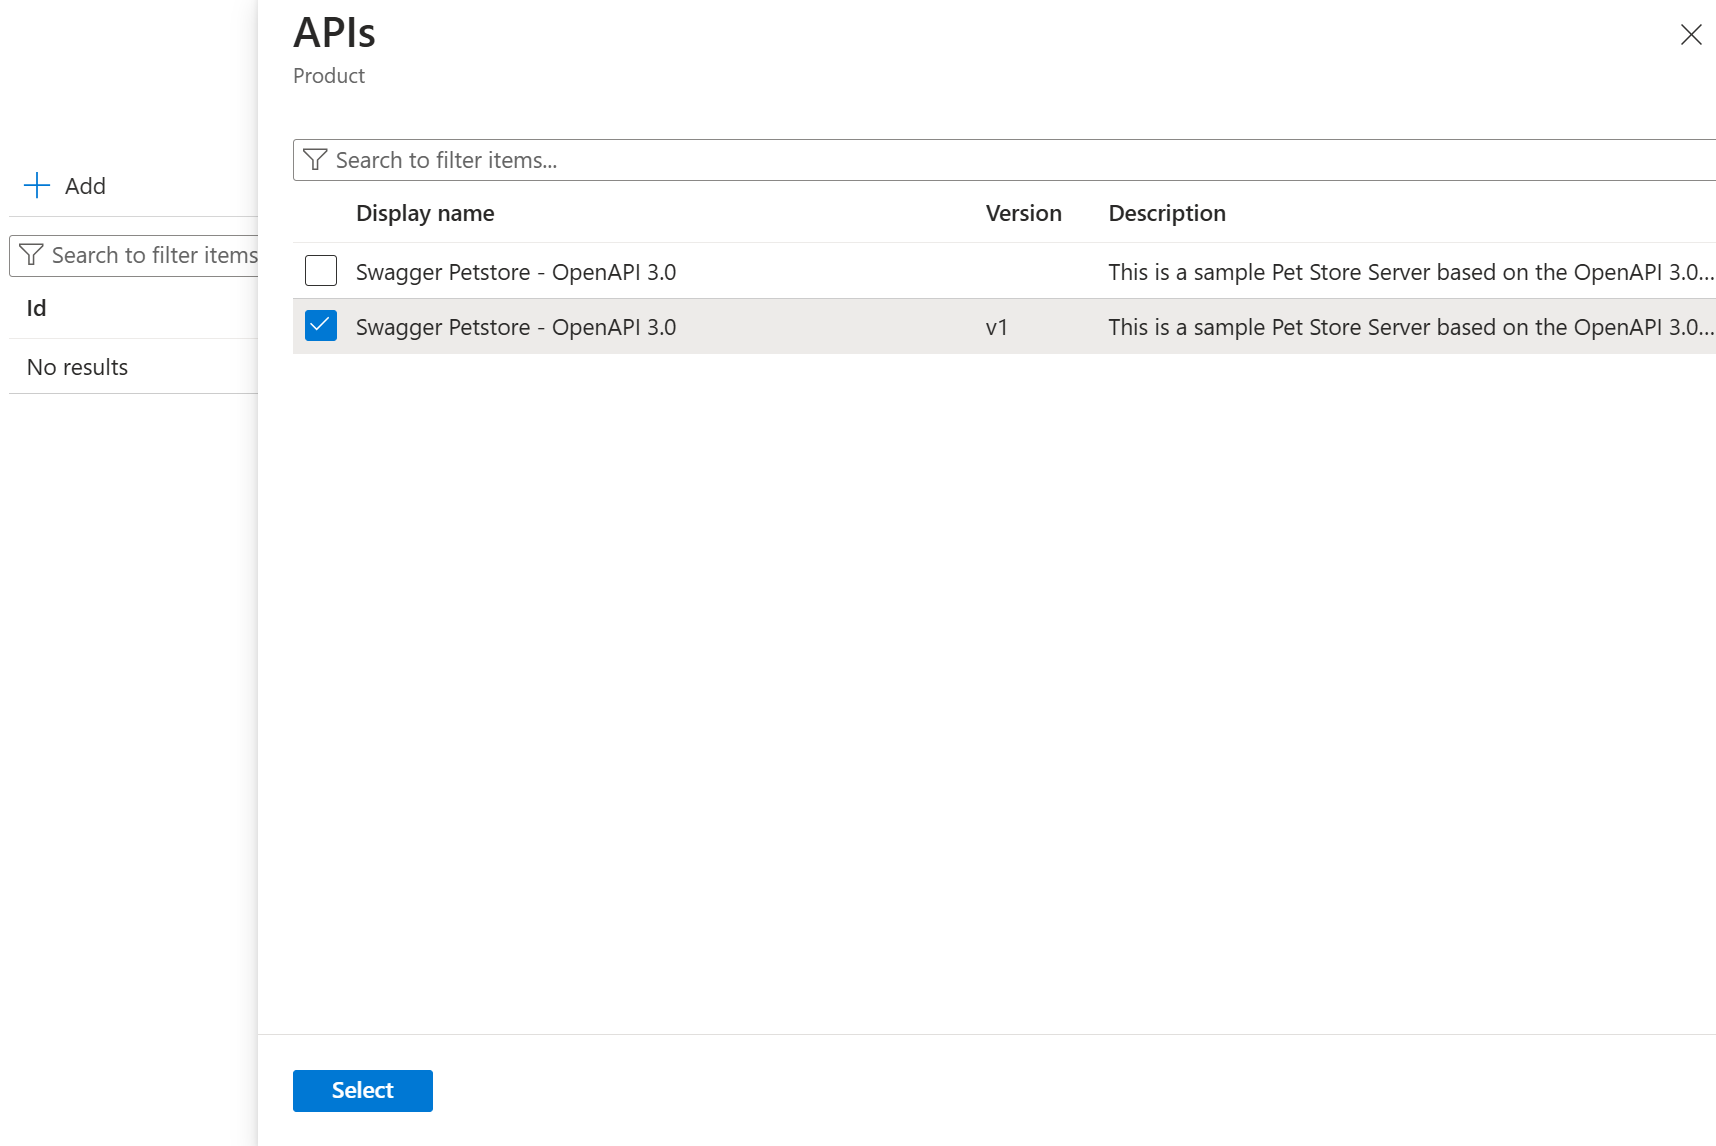 APIs
Product
Search to filter items...
Add
Display name Version Description
Search to filter items
Swagger Petstore - OpenAPI 3.0 This is a sample Pet Store Server based on the OpenAPI 3.0...
Id
Swagger Petstore - OpenAPI 3.0 v1 This is a sample Pet Store Server based on the OpenAPI 3.0...
No results
Select